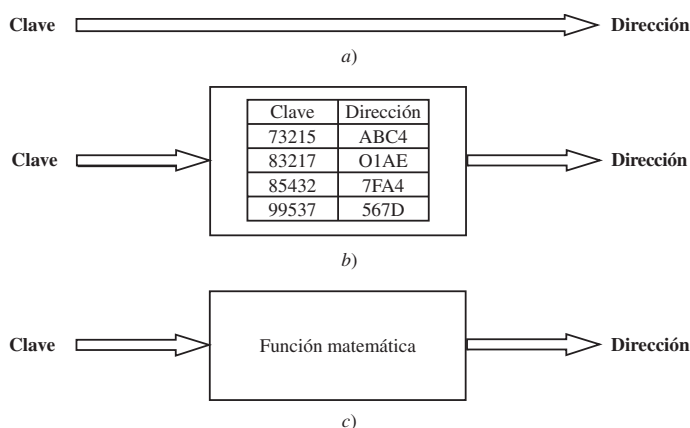 Clave Dirección
a)
Clave Dirección
73215 ABC4
83217 O1AE
Clave Dirección
85432 7FA4
99537 567D
b)
Clave Función matemática Dirección
c)